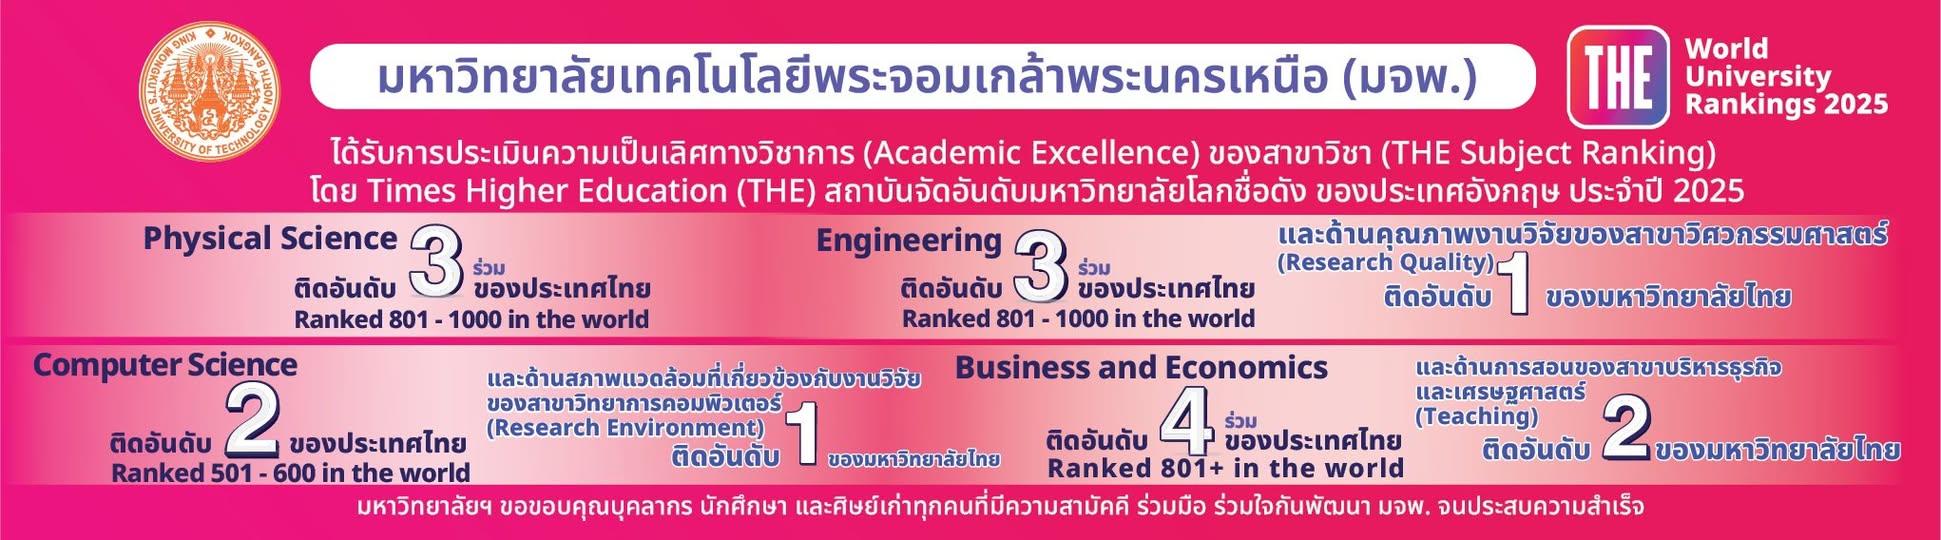 KING MONGKUT'S UNIVERSITY OF TECHNOLOGY NORTH BANGKOK
มหาวิทยาลัยเทคโนโลยีพระจอมเกล้าพระนครเหนือ (มจพ.)
THE
World
University
Rankings 2025
ได้รับการประเมินความเป็นเลิศทางวิชาการ (Academic Excellence) ของสาขาวิชา (THE Subject Ranking)
โดย Times Higher Education (THE) สถาบันจัดอันดับมหาวิทยาลัยโลกชื่อดัง ของประเทศอังกฤษ ประจำปี 2025
Physical Science
ติดอันดับ 3 ร่วม ของประเทศไทย
Ranked 801 - 1000 in the world
Engineering
ติดอันดับ 3 ร่วม ของประเทศไทย
Ranked 801 - 1000 in the world
และด้านคุณภาพงานวิจัยของสาขาวิศวกรรมศาสตร์
(Research Quality)
ติดอันดับ 1 ของมหาวิทยาลัยไทย
Computer Science
ติดอันดับ 2 ของประเทศไทย
Ranked 501 - 600 in the world
และด้านสภาพแวดล้อมที่เกี่ยวข้องกับงานวิจัย
ของสาขาวิทยาการคอมพิวเตอร์
(Research Environment)
ติดอันดับ 1 ของมหาวิทยาลัยไทย
Business and Economics
ติดอันดับ 4 ร่วม ของประเทศไทย
Ranked 801+ in the world
และด้านการสอนของสาขาบริหารธุรกิจ
และเศรษฐศาสตร์
(Teaching)
ติดอันดับ 2 ของมหาวิทยาลัยไทย
มหาวิทยาลัยฯ ขอขอบคุณบุคลากร นักศึกษา และศิษย์เก่าทุกคนที่มีความสามัคคี ร่วมมือ ร่วมใจกันพัฒนา มจพ. จนประสบความสำเร็จ